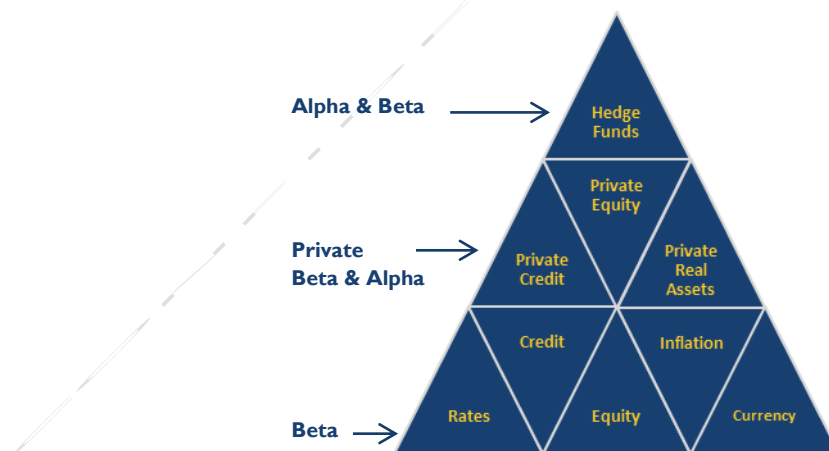 Alpha & Beta
Hedge
Funds
Private
Equity
Private
Beta & Alpha
Private
Credit
Private
Real
Assets
Credit
Inflation
Beta
Rates
Equity
Currency